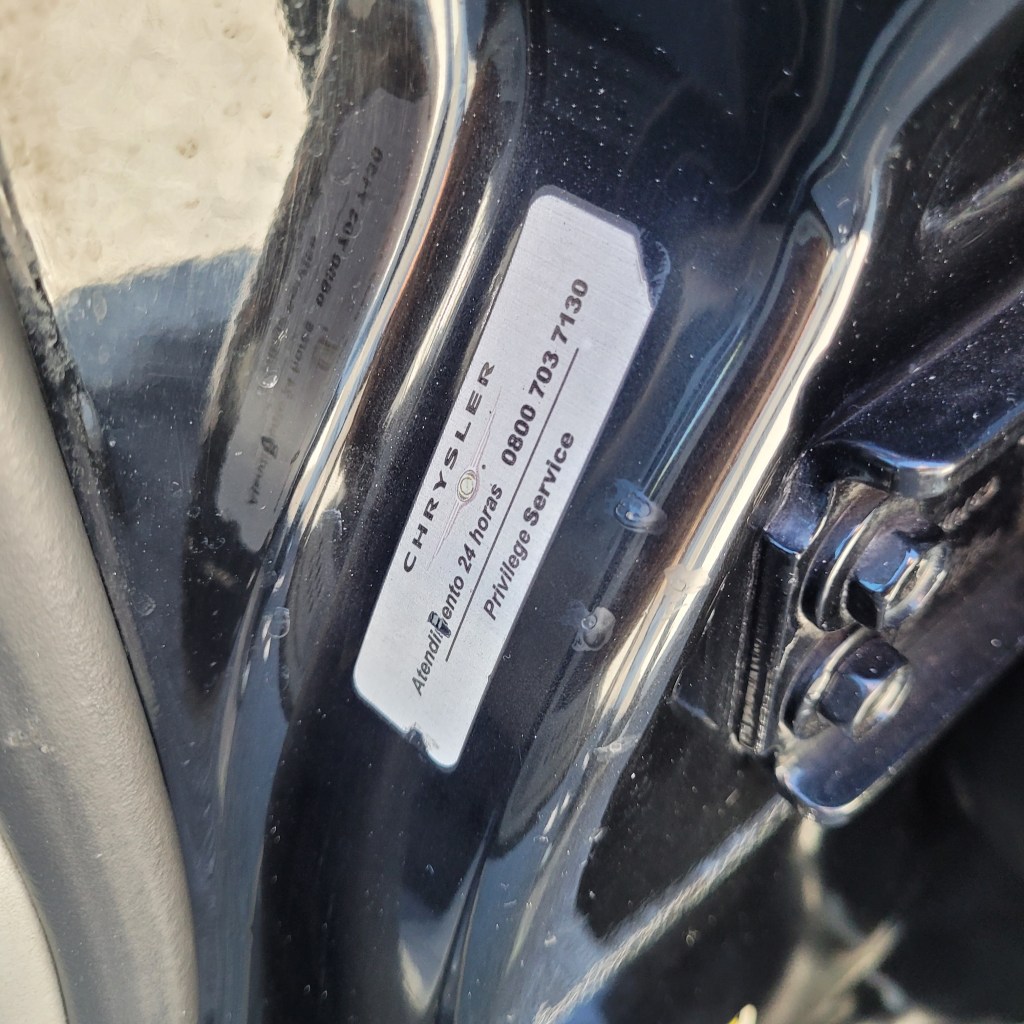 CHRYSLER
Atendimento 24 horas 0800 703 7130
Privilege Service